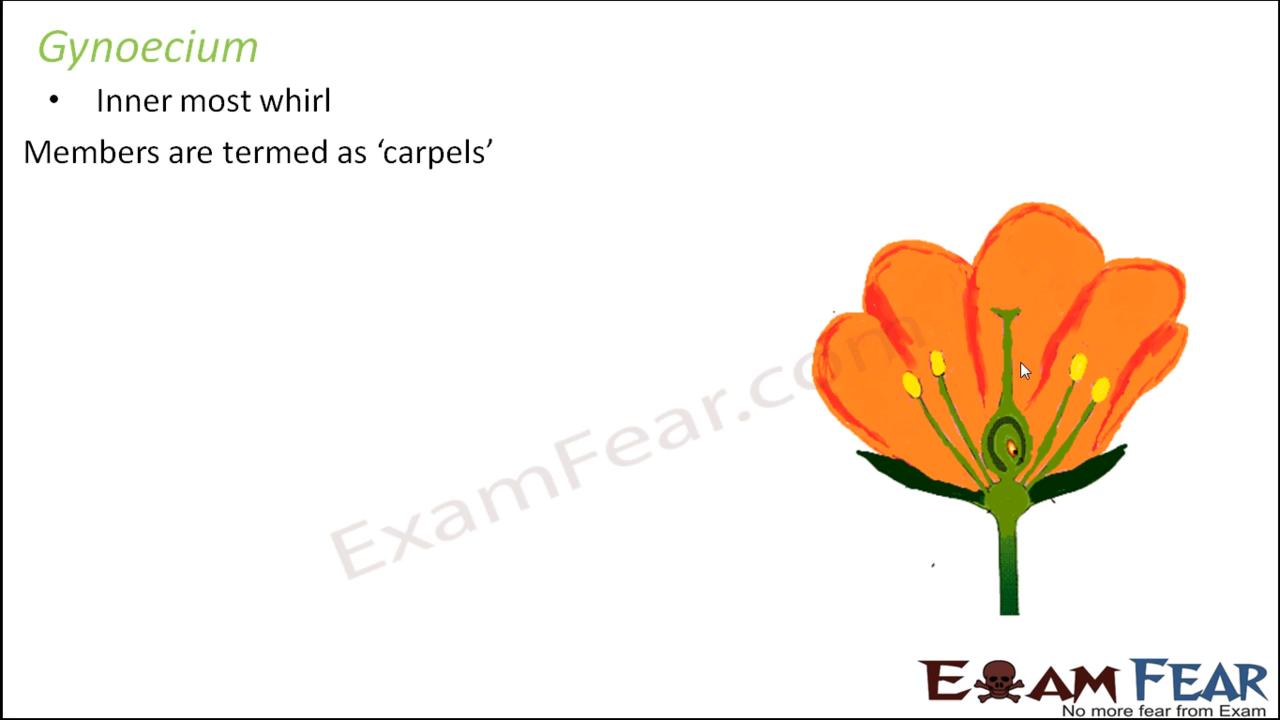 Gynoecium
• Inner most whirl
Members are termed as ‘carpels’
ExamFear.com
EXAM FEAR
No more fear from Exam